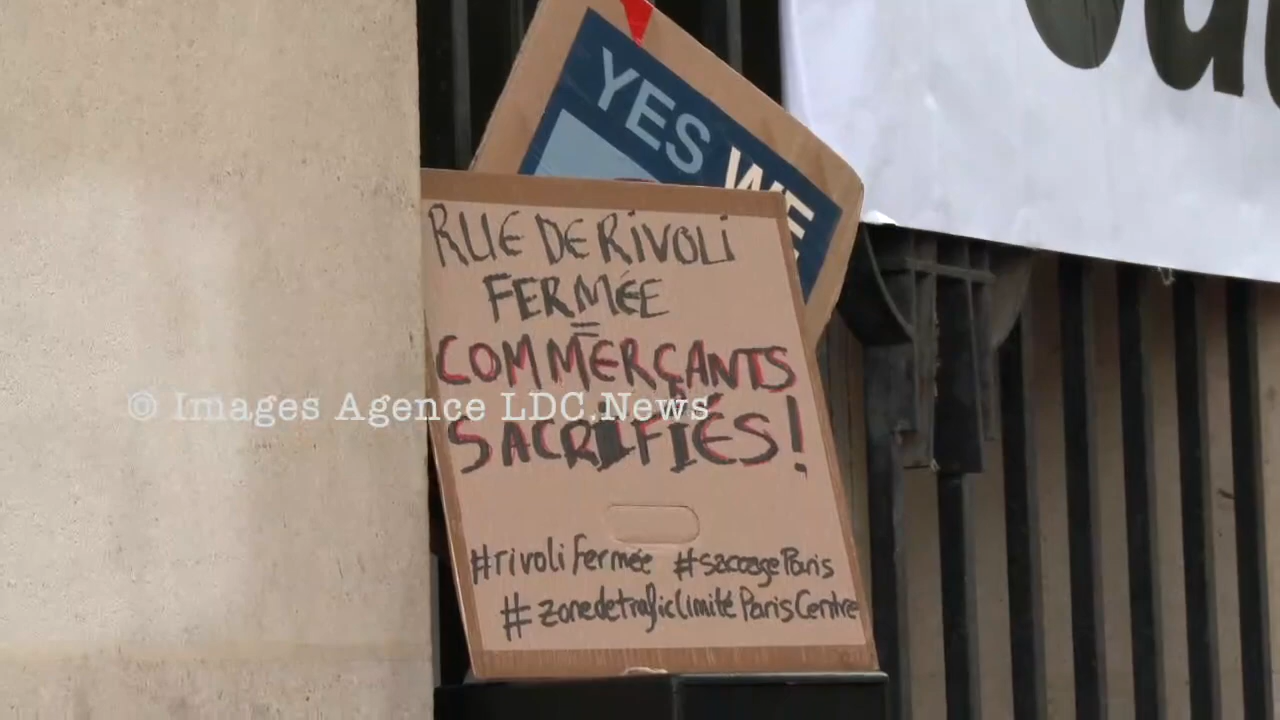 YES WE
RUE DE RIVOLI
FERMÉE
=
COMMERÇANTS
SACRIFIÉS!
© Images Agence LDC.News
#rivoliFermée #saccagePARis
#zonedetraficlimitéParisCentre